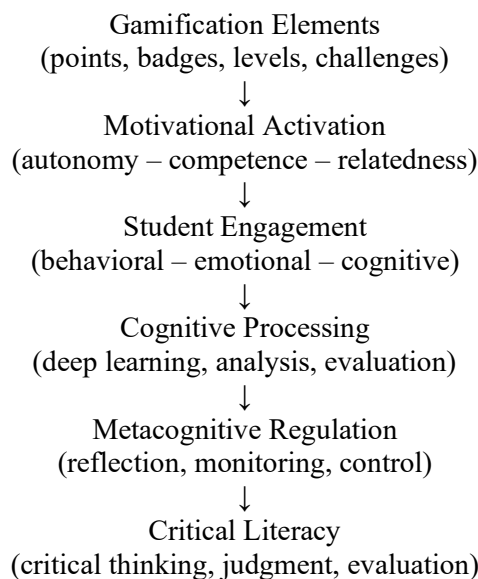 Gamification Elements
(points, badges, levels, challenges)
↓
Motivational Activation
(autonomy – competence – relatedness)
↓
Student Engagement
(behavioral – emotional – cognitive)
↓
Cognitive Processing
(deep learning, analysis, evaluation)
↓
Metacognitive Regulation
(reflection, monitoring, control)
↓
Critical Literacy
(critical thinking, judgment, evaluation)